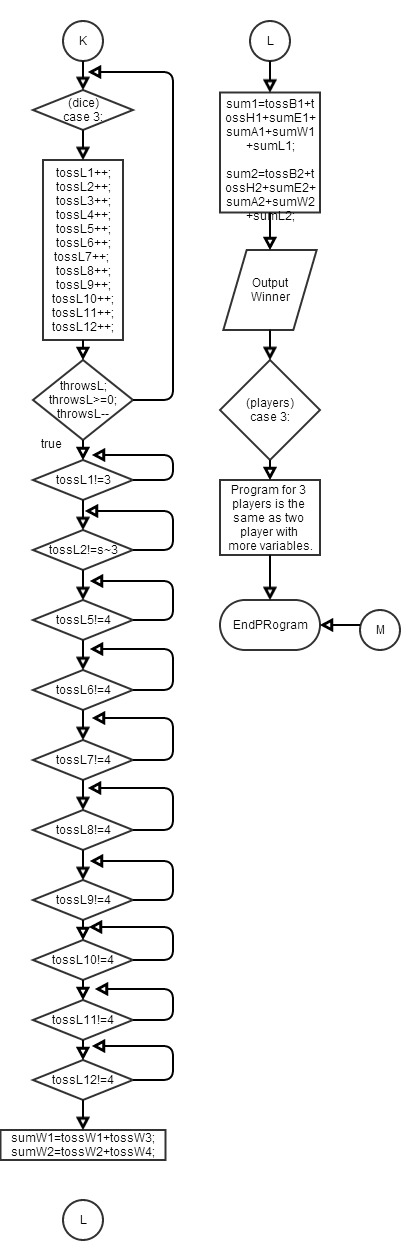 K
(dice)
case 3:
tossL1++;
tossL2++;
tossL3++;
tossL4++;
tossL5++;
tossL6++;
tossL7++;
tossL8++;
tossL9++;
tossL10++;
tossL11++;
tossL12++;
throwsL;
throwsL>=0;
throwsL--
true
tossL1!=3
tossL2!=s~3
tossL5!=4
tossL6!=4
tossL7!=4
tossL8!=4
tossL9!=4
tossL10!=4
tossL11!=4
tossL12!=4
sumW1=tossW1+tossW3;
sumW2=tossW2+tossW4;
L
L
sum1=tossB1+t
ossH1+sumE1+
sumA1+sumW1
+sumL1;
sum2=tossB2+t
ossH2+sumE2+
sumA2+sumW2
+sumL2;
Output
Winner
(players)
case 3:
Program for 3
players is the
same as two
player with
more variables.
EndPRogram
M